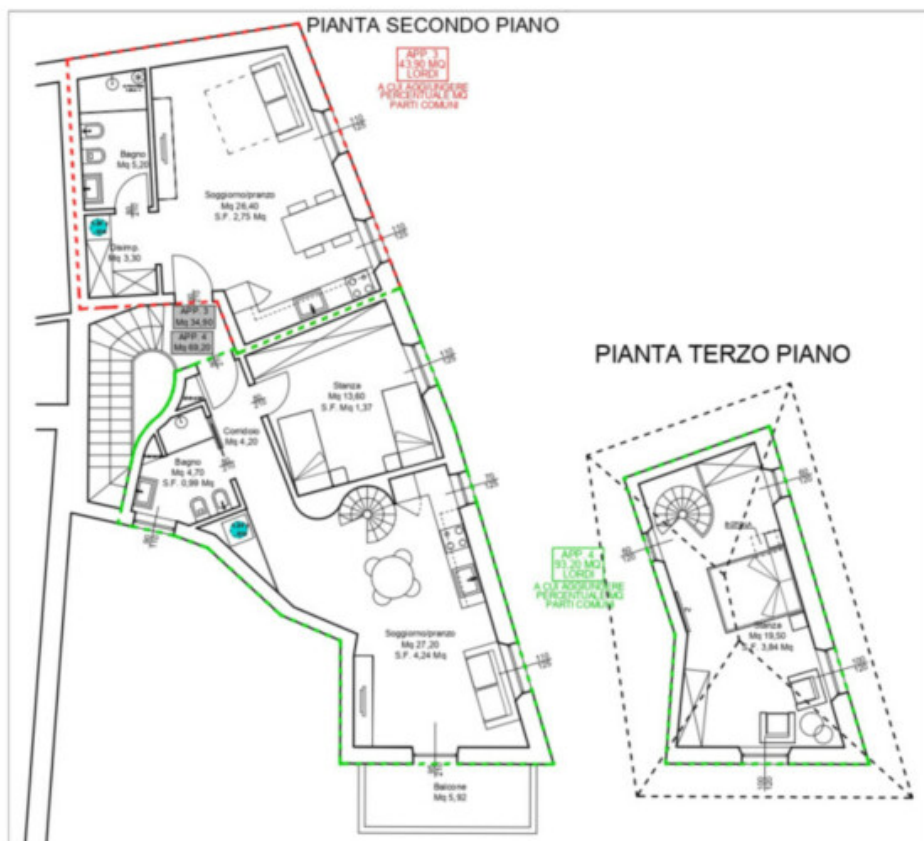 PIANTA SECONDO PIANO
APP. 3
43.90 MQ
LORDI
A CUI AGGIUNGERE
PERCENTUALE MQ
PARTI COMUNI
Bagno
Mq 5,20
Soggiorno/pranzo
Mq 26,40
S.F. 2,75 Mq
Disimp.
Mq 3,30
APP. 3
Mq 34,90
APP. 4
Mq 69,20
Stanza
Mq 13,60
S.F. Mq 1,37
Corridoio
Mq 4,20
Bagno
Mq 4,70
S.F. 0,99 Mq
Soggiorno/pranzo
Mq 27,20
S.F. 4,24 Mq
Balcone
Mq 5,92
PIANTA TERZO PIANO
APP. 4
93.20 MQ
LORDI
A CUI AGGIUNGERE
PERCENTUALE MQ
PARTI COMUNI
Stanza
Mq 19,50
S.F. 3,84 Mq